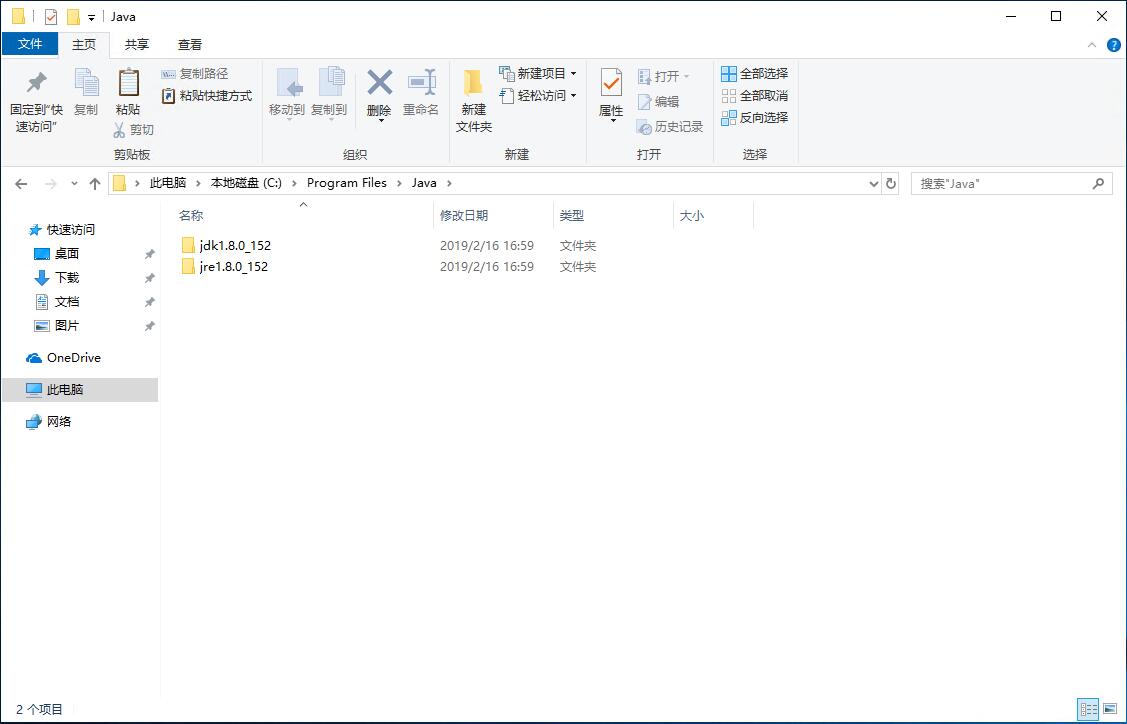 Java
文件 主页 共享 查看
固定到"快速访问"
复制
粘贴
复制路径
粘贴快捷方式
剪切
剪贴板
移动到 复制到 删除 重命名
组织
新建文件夹
新建项目
轻松访问
新建
属性
打开
编辑
历史记录
打开
全部选择
全部取消
反向选择
选择
此电脑 > 本地磁盘 (C:) > Program Files > Java >
搜索"Java"
名称 修改日期 类型 大小
jdk1.8.0_152 2019/2/16 16:59 文件夹
jre1.8.0_152 2019/2/16 16:59 文件夹
快速访问
桌面
下载
文档
图片
OneDrive
此电脑
网络
2 个项目